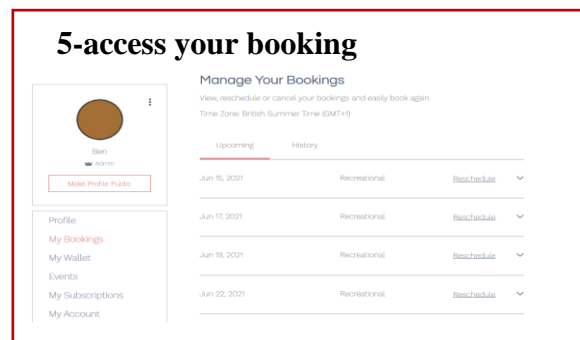 5-access your booking
Manage Your Bookings
View, reschedule or cancel your bookings and easily book again.
Time Zone: British Summer Time (GMT+1)
Ben
Admin
Make Profile Public
Profile
My Bookings
My Wallet
Events
My Subscriptions
My Account
Upcoming History
Jun 15, 2021 Recreational Reschedule
Jun 17, 2021 Recreational Reschedule
Jun 19, 2021 Recreational Reschedule
Jun 22, 2021 Recreational Reschedule